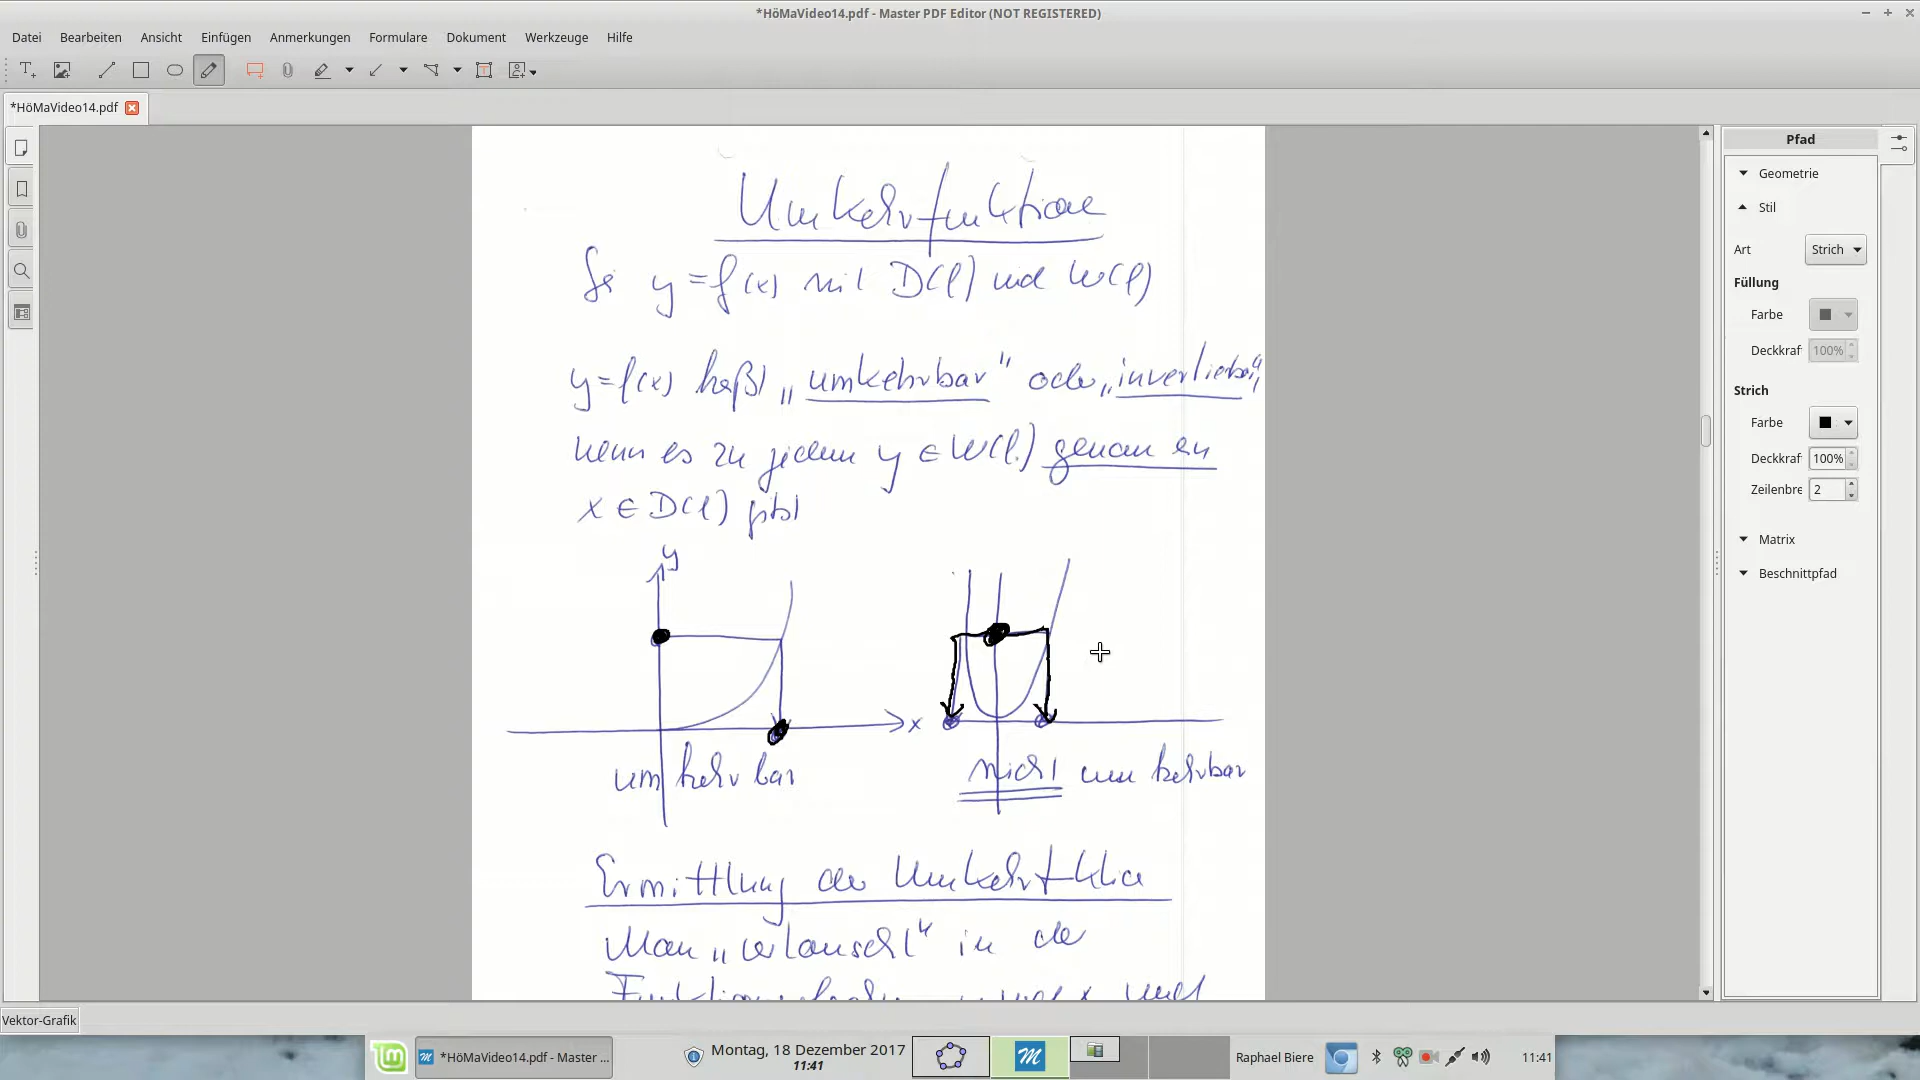 *HöMaVideo14.pdf - Master PDF Editor (NOT REGISTERED)
Datei Bearbeiten Ansicht Einfügen Anmerkungen Formulare Dokument Werkzeuge Hilfe
*HöMaVideo14.pdf
Umkehrfunktion
Sei y = f(x) mit D(f) und W(f)
y = f(x) heißt „umkehrbar" oder „invertierbar",
wenn es zu jedem y ∈ W(f) genau ein
x ∈ D(f) gibt
y
x
umkehrbar
nicht umkehrbar
Ermittlung der Umkehrfktion
Man „vertauscht" in der
x und
Pfad
Geometrie
Stil
Art Strich
Füllung
Farbe
Deckkraf 100%
Strich
Farbe
Deckkraf 100%
Zeilenbre 2
Matrix
Beschnittpfad
Vektor-Grafik
*HöMaVideo14.pdf - Master ...
Montag, 18 Dezember 2017
11:41
Raphael Biere
11:41